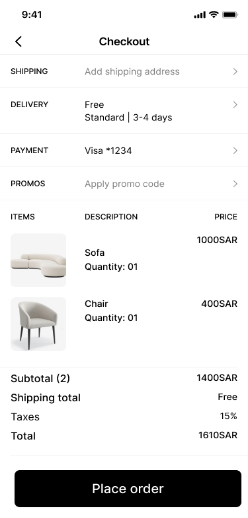 9:41
Checkout
SHIPPING Add shipping address
DELIVERY Free
Standard | 3-4 days
PAYMENT Visa *1234
PROMOS Apply promo code
ITEMS DESCRIPTION PRICE
1000SAR
Sofa
Quantity: 01
Chair 400SAR
Quantity: 01
Subtotal (2) 1400SAR
Shipping total Free
Taxes 15%
Total 1610SAR
Place order